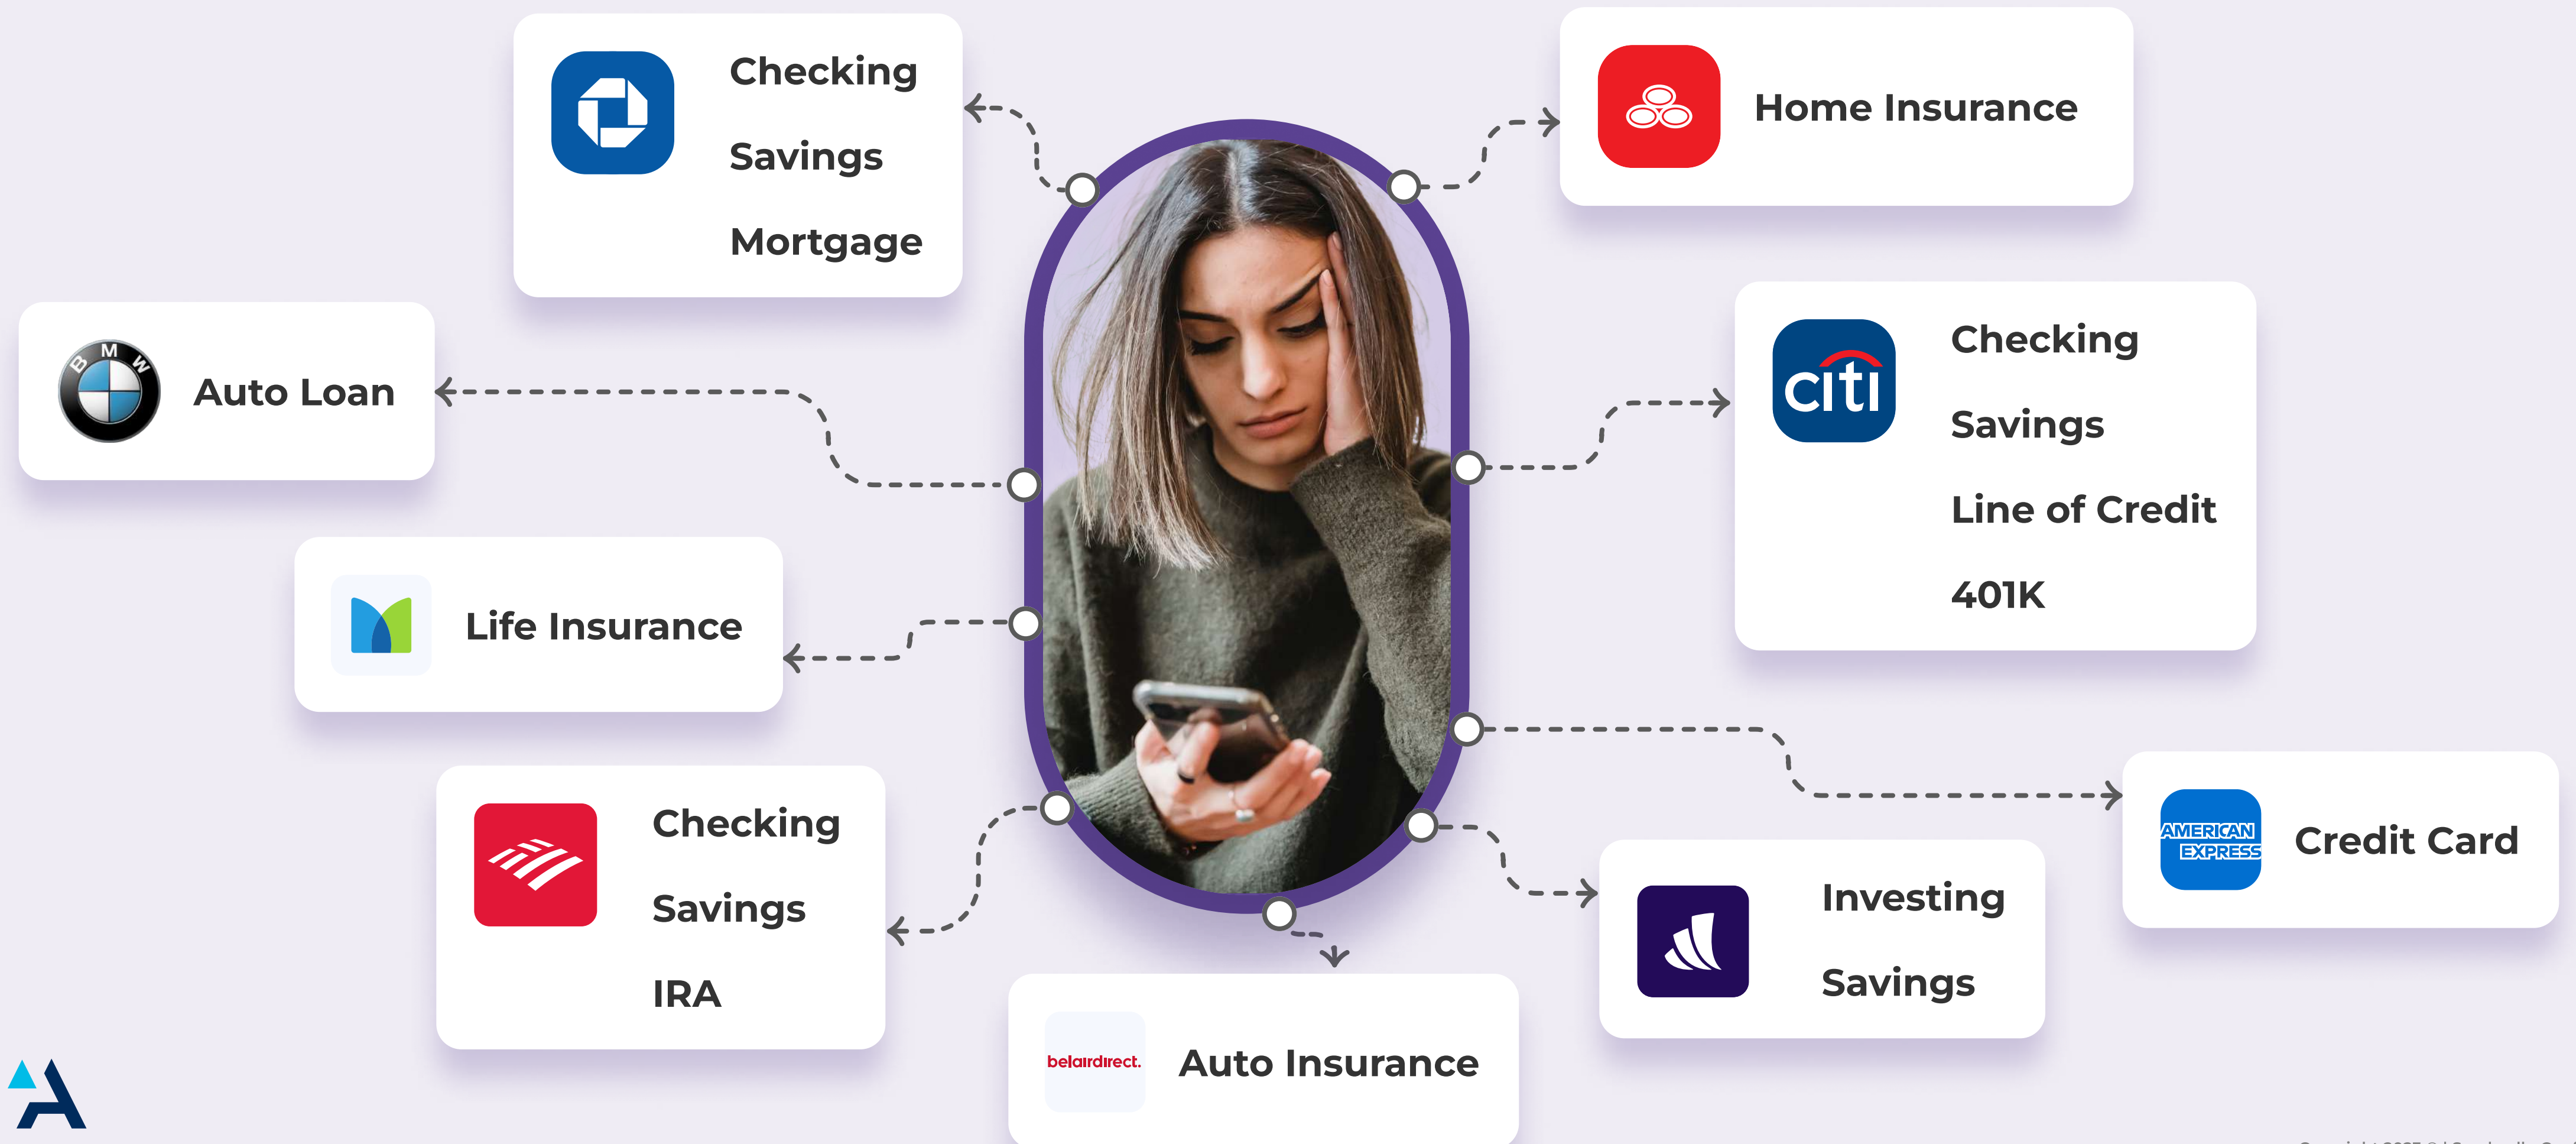 Checking
Savings
Mortgage
Home Insurance
BMW
Auto Loan
citi
Checking
Savings
Line of Credit
401K
Life Insurance
Checking
Savings
IRA
AMERICAN
EXPRESS
Credit Card
Investing
Savings
belairdirect.
Auto Insurance